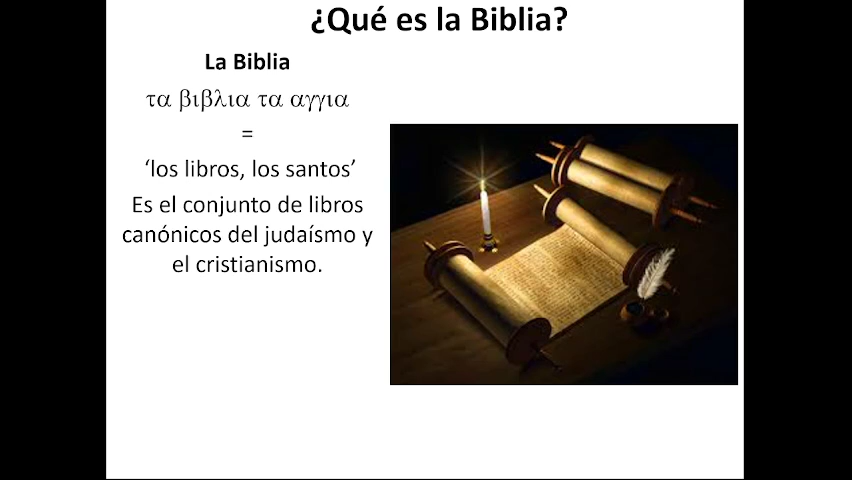 ¿Qué es la Biblia?
La Biblia
τα βιβλια τα αγγια
=
‘los libros, los santos’
Es el conjunto de libros
canónicos del judaísmo y
el cristianismo.